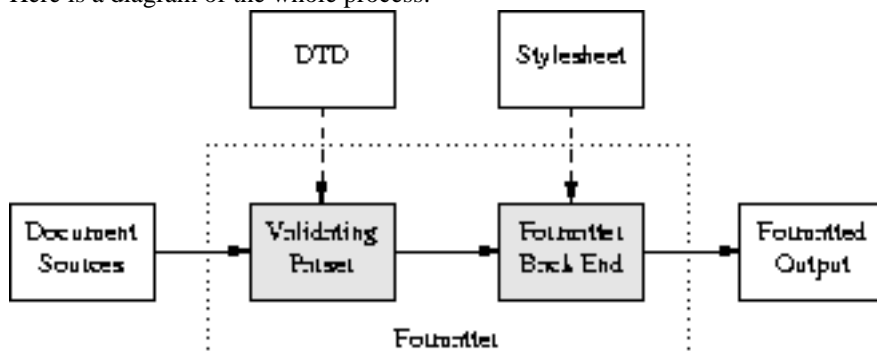 Here is a diagram of the whole process:
DTD
Stylesheet
Document
Sources
Validating
Parser
Formatter
Back End
Formatted
Output
Formatter